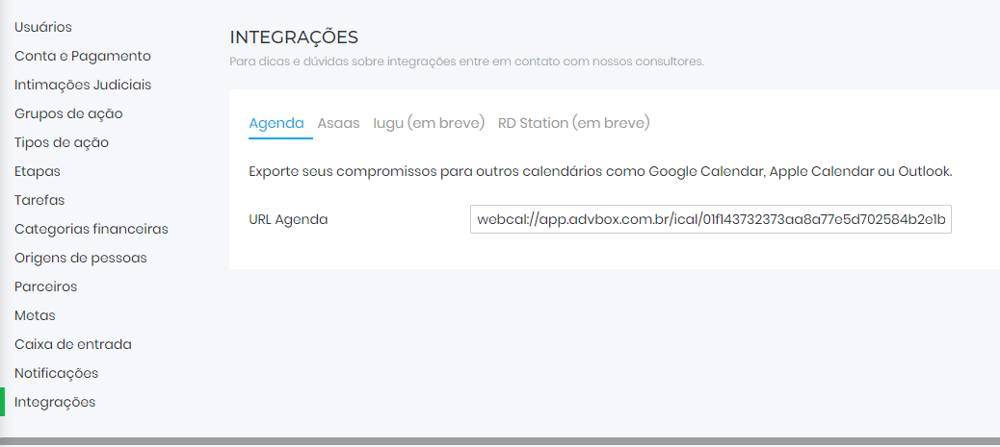 Usuários
Conta e Pagamento
Intimações Judiciais
Grupos de ação
Tipos de ação
Etapas
Tarefas
Categorias financeiras
Origens de pessoas
Parceiros
Metas
Caixa de entrada
Notificações
Integrações
INTEGRAÇÕES
Para dicas e dúvidas sobre integrações entre em contato com nossos consultores.
Agenda Asaas Iugu (em breve) RD Station (em breve)
Exporte seus compromissos para outros calendários como Google Calendar, Apple Calendar ou Outlook.
URL Agenda webcal://app.advbox.com.br/ical/01f143732373aa8a77e5d702584b2e1b